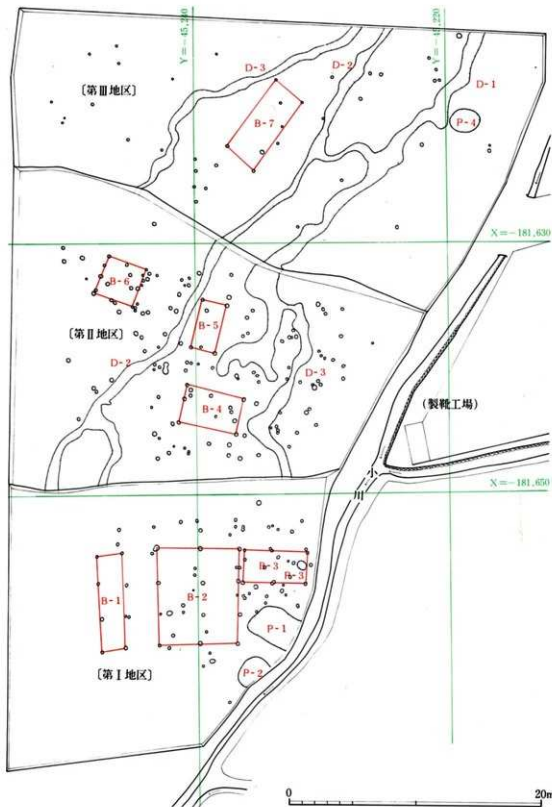 Y=-45,240
Y=-45,220
D-3
D-2
D-1
〔第Ⅲ地区〕
B-7
P-4
X=-181,630
B-6
B-5
〔第Ⅱ地区〕
D-2
D-3
B-4
(製靴工場)
小川
X=-181,650
B-3
P-3
B-1
B-2
P-1
〔第Ⅰ地区〕
P-2
0
20m